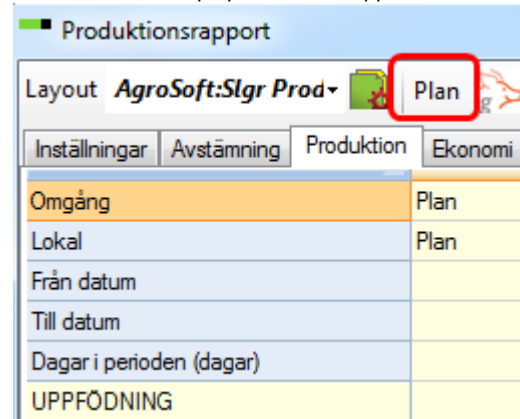 Produktionsrapport
Layout AgroSoft:Slgr Prod Plan
Inställningar Avstämning Produktion Ekonomi
Omgång Plan
Lokal Plan
Från datum
Till datum
Dagar i perioden (dagar)
UPPFÖDNING